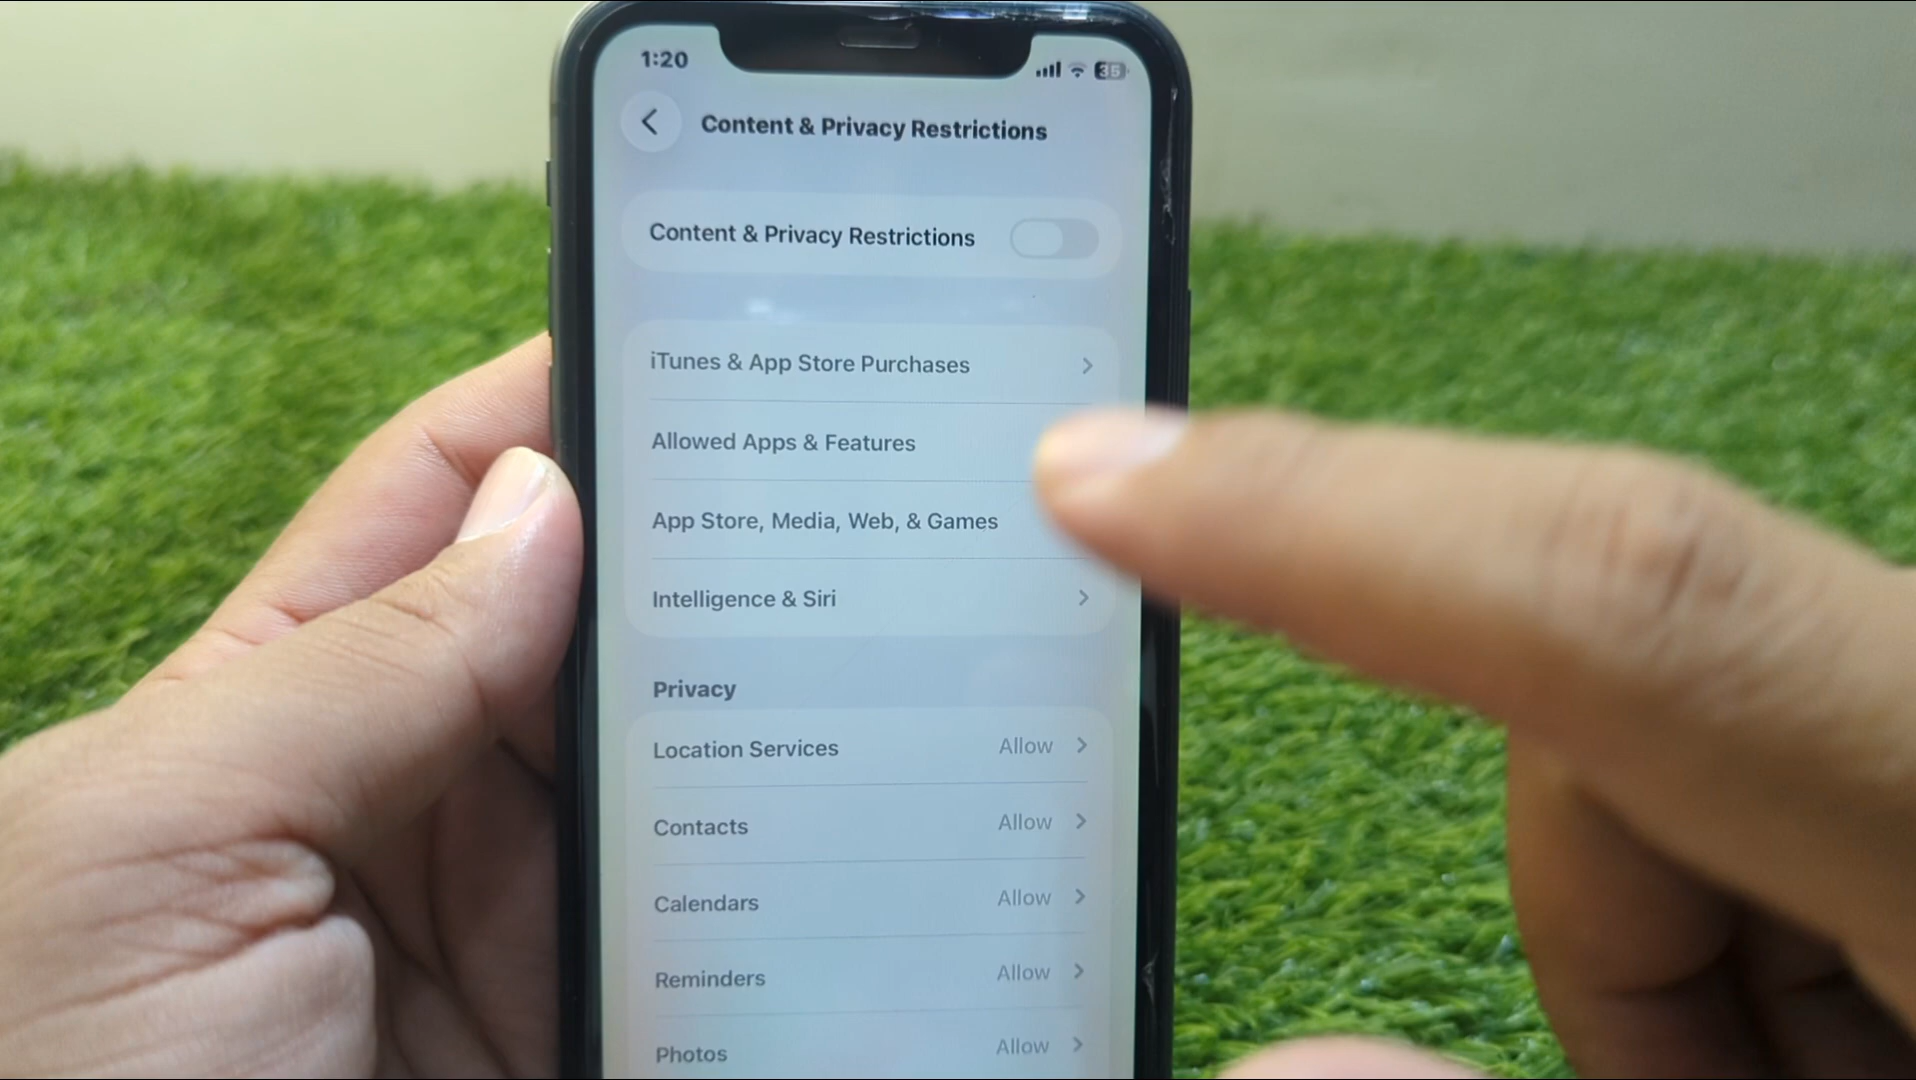 1:20
35
Content & Privacy Restrictions
Content & Privacy Restrictions
iTunes & App Store Purchases
Allowed Apps & Features
App Store, Media, Web, & Games
Intelligence & Siri
Privacy
Location Services Allow
Contacts Allow
Calendars Allow
Reminders Allow
Photos Allow